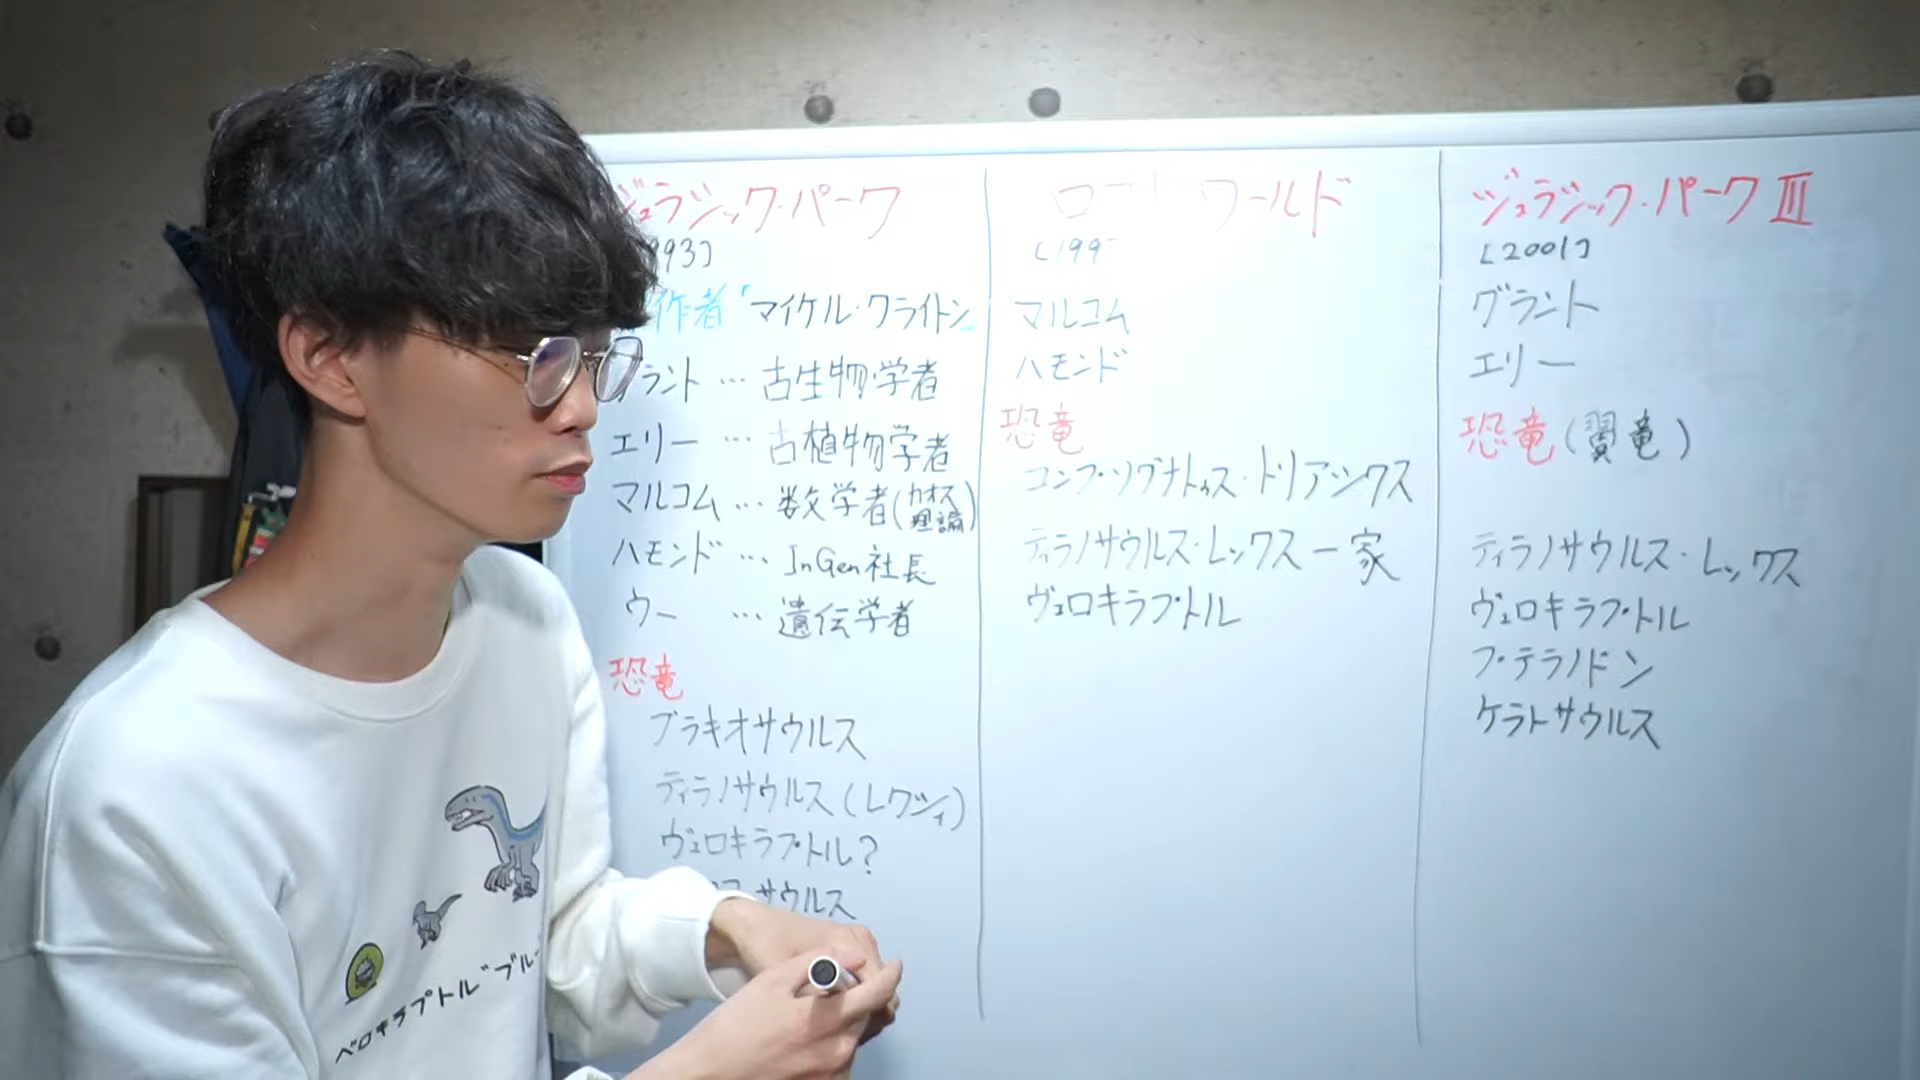 ジュラシック・パーク
993]
作者「マイケル・クライトン」
ラント … 古生物学者
エリー … 古植物学者
マルコム … 数学者(カオス理論)
ハモンド … InGen社長
ウー … 遺伝学者
恐竜
ブラキオサウルス
ティラノサウルス(レクシィ)
ヴェロキラプトル?
サウルス
ワールド
[199
マルコム
ハモンド
恐竜
コンプソグナトゥス・トリアシクス
ティラノサウルス・レックス一家
ヴェロキラプトル
ジュラシック・パークⅢ
[2001]
グラント
エリー
恐竜(翼竜)
ティラノサウルス・レックス
ヴェロキラプトル
プテラノドン
ケラトサウルス
ベロキラプトル"ブル